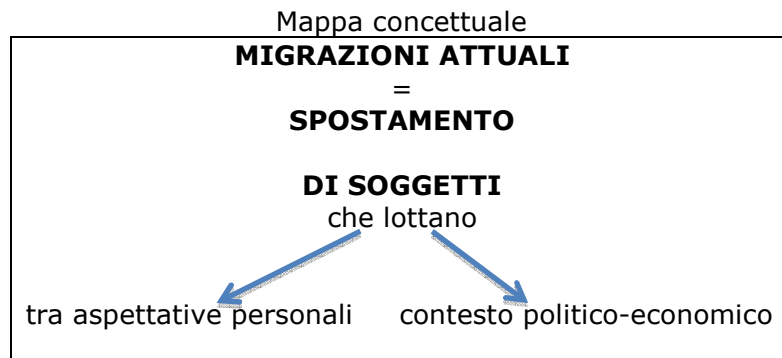 Mappa concettuale
MIGRAZIONI ATTUALI
=
SPOSTAMENTO
DI SOGGETTI
che lottano
tra aspettative personali contesto politico-economico